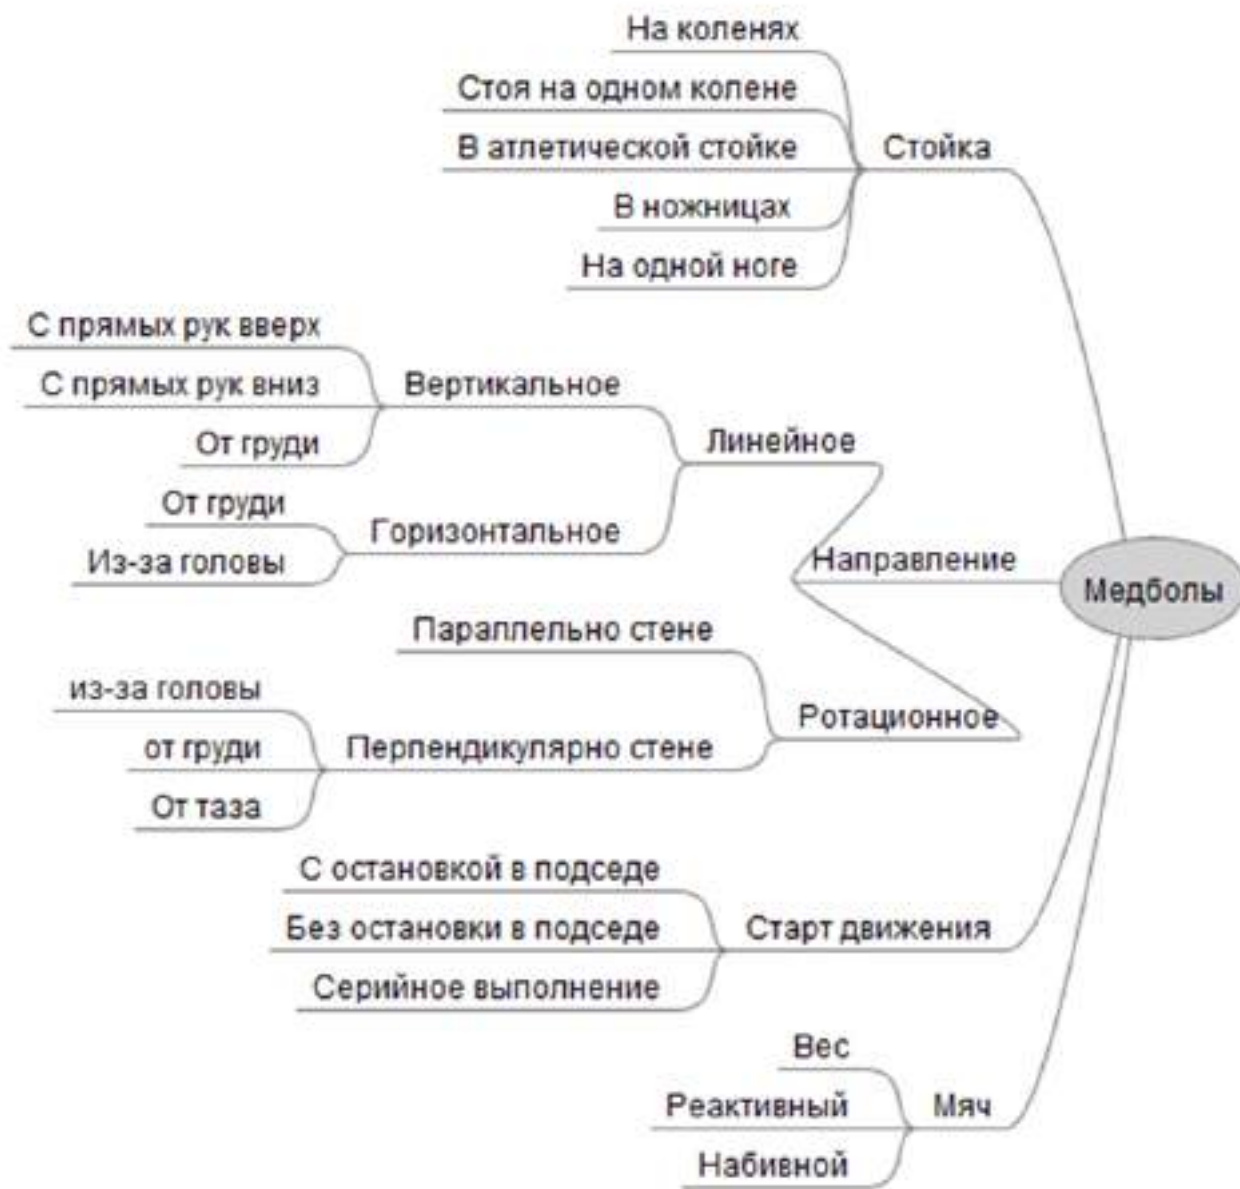 На коленях
Стоя на одном колене
В атлетической стойке
Стойка
В ножницах
На одной ноге
С прямых рук вверх
С прямых рук вниз
Вертикальное
От груди
Линейное
От груди
Горизонтальное
Из-за головы
Направление
Медболы
Параллельно стене
из-за головы
Ротационное
от груди
Перпендикулярно стене
От таза
С остановкой в подседе
Без остановки в подседе
Старт движения
Серийное выполнение
Вес
Реактивный
Мяч
Набивной